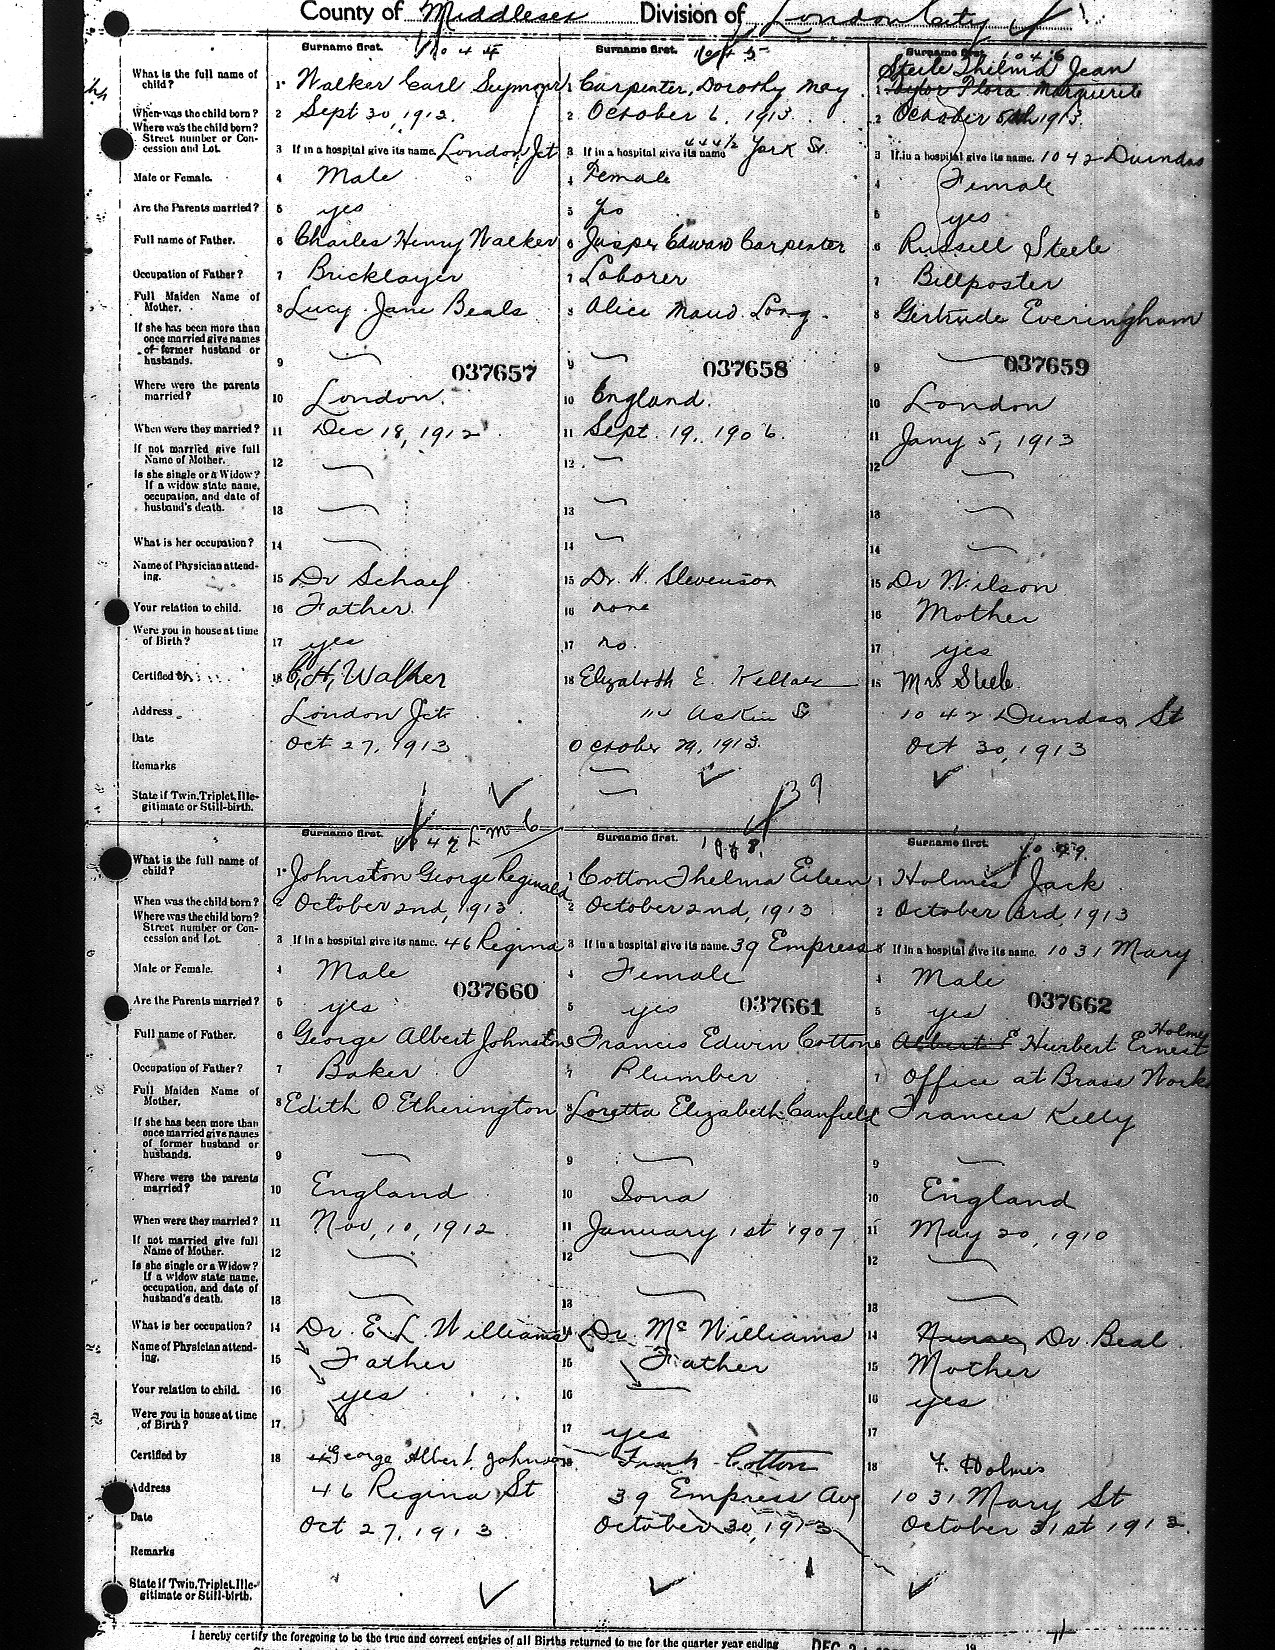 County of Middlesex Division of London City
Surname first. 1044
What is the full name of child?
1 Walker Carl Seymour
When was the child born? 2 Sept 30, 1912.
Where was the child born? Street number or Concession and Lot.
3 If in a hospital give its name. London Jct
Male or Female. 4 Male
Are the Parents married? 5 yes
Full name of Father. 6 Charles Henry Walker
Occupation of Father? 7 Bricklayer
Full Maiden Name of Mother. 8 Lucy Jane Beals
If she has been more than once married give names of former husband or husbands. 9
037657
Where were the parents married? 10 London.
When were they married? 11 Dec 18, 1912
If not married give full Name of Mother. 12
Is she single or a Widow? If a widow state name, occupation, and date of husband's death. 13
What is her occupation? 14
Name of Physician attending. 15 Dr Schaef
Your relation to child. 16 Father.
Were you in house at time of Birth? 17 yes
Certified by 18 C. H. Walker
Address London Jct
Date Oct 27, 1913
Remarks
State if Twin, Triplet, Illegitimate or Still-birth.
Surname first. 1045
1 Carpenter, Dorothy May
2 October 6, 1913.
3 If in a hospital give its name 444 1/2 York St.
4 Female
5 yes
6 Jasper Edward Carpenter
7 Laborer
8 Alice Maud Long.
9
037658
10 England.
11 Sept. 19, 1906.
12
13
14
15 Dr. H. Stevenson
16 none
17 no.
18 Elizabeth E.
114 Askin St
October 29, 1913.
Surname first. 1046
Steele Thelma Jean
1 Taylor Flora Marguerite
2 October 5th 1913.
3 If in a hospital give its name. 1042 Dundas
4 Female
5 yes
6 Russell Steele
7 Billposter
8 Gertrude Everingham
9
037659
10 London
11 Jany 5, 1913
12
13
14
15 Dr Wilson
16 Mother
17 yes
18 Mrs Steele.
1042 Dundas St
Oct 30, 1913
39
Surname first. 1047 L m C
What is the full name of child?
1 Johnston George Reginald
When was the child born? 2 October 2nd, 1913.
Where was the child born? Street number or Concession and Lot.
3 If in a hospital give its name. 46 Regina
Male or Female. 4 Male
037660
Are the Parents married? 5 yes
Full name of Father. 6 George Albert Johnston
Occupation of Father? 7 Baker
Full Maiden Name of Mother. 8 Edith O Etherington
If she has been more than once married give names of former husband or husbands. 9
Where were the parents married? 10 England
When were they married? 11 Nov, 10, 1912
If not married give full Name of Mother. 12
Is she single or a Widow? If a widow state name, occupation, and date of husband's death. 13
What is her occupation? 14 Dr. E. L. Williams
Name of Physician attending. 15 Father
Your relation to child. 16 yes
Were you in house at time of Birth? 17
Certified by 18 George Albert Johnston
Address 46 Regina St
Date Oct 27, 1913
Remarks
State if Twin, Triplet, Illegitimate or Still-birth.
Surname first. 1048.
1 Cotton Thelma Eileen
2 October 2nd, 1913
3 If in a hospital give its name. 39 Empress
4 Female
5 yes
037661
6 Francis Edwin Cotton
7 Plumber
8 Loretta Elizabeth Canfield
9
10 Iona
11 January 1st 1907
12
13
14 Dr. Mc Williams
15 Father
16
17 yes
18 Frank Cotton
39 Empress Ave
October 30, 1913
Surname first. 1049.
1 Holmes Jack
2 October 3rd, 1913
3 If in a hospital give its name. 1031 Mary
4 Male
5 yes
037662
6 Albert E Hurbert Ernest Holmes
7 Office at Brass Works
8 Frances Kelly
9
10 England
11 May 20, 1910
12
13
14 Nurse, Dr. Beal
15 Mother
16 yes
17
18 F. Holmes
1031 Mary St
October 31st 1913.
I hereby certify the foregoing to be the true and correct entries of all Births returned to me for the quarter year ending